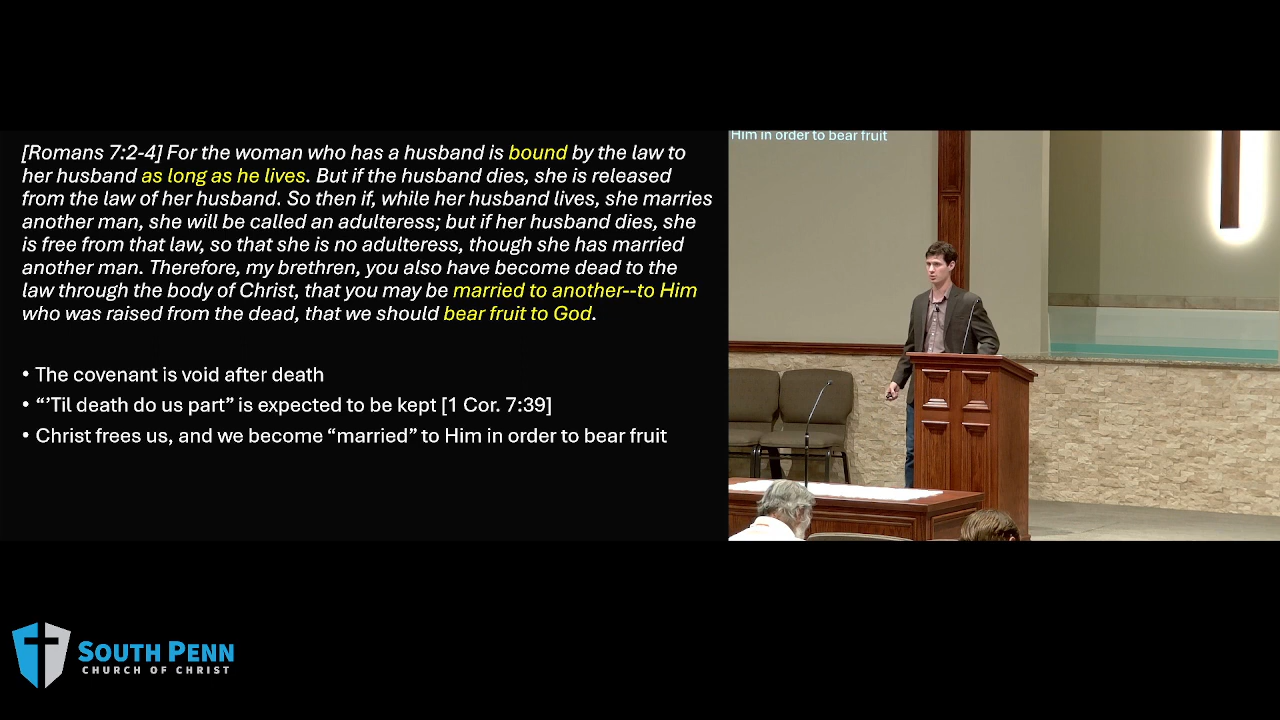 [Romans 7:2-4] For the woman who has a husband is bound by the law to
her husband as long as he lives. But if the husband dies, she is released
from the law of her husband. So then if, while her husband lives, she marries
another man, she will be called an adulteress; but if her husband dies, she
is free from that law, so that she is no adulteress, though she has married
another man. Therefore, my brethren, you also have become dead to the
law through the body of Christ, that you may be married to another--to Him
who was raised from the dead, that we should bear fruit to God.
• The covenant is void after death
• “’Til death do us part” is expected to be kept [1 Cor. 7:39]
• Christ frees us, and we become “married” to Him in order to bear fruit
Him in order to bear fruit
SOUTH PENN
CHURCH OF CHRIST